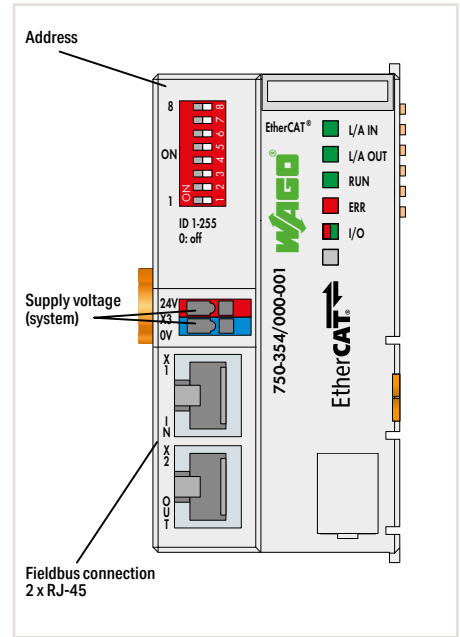 Address
8
8
7
6
5
4
3
2
1
ON
ON
1
ID 1-255
0: off
EtherCAT®
L/A IN
L/A OUT
RUN
ERR
I/O
WAGO®
750-354/000-001
EtherCAT®
Supply voltage
(system)
24V
X3
0V
X1
IN
X2
OUT
Fieldbus connection
2 x RJ-45